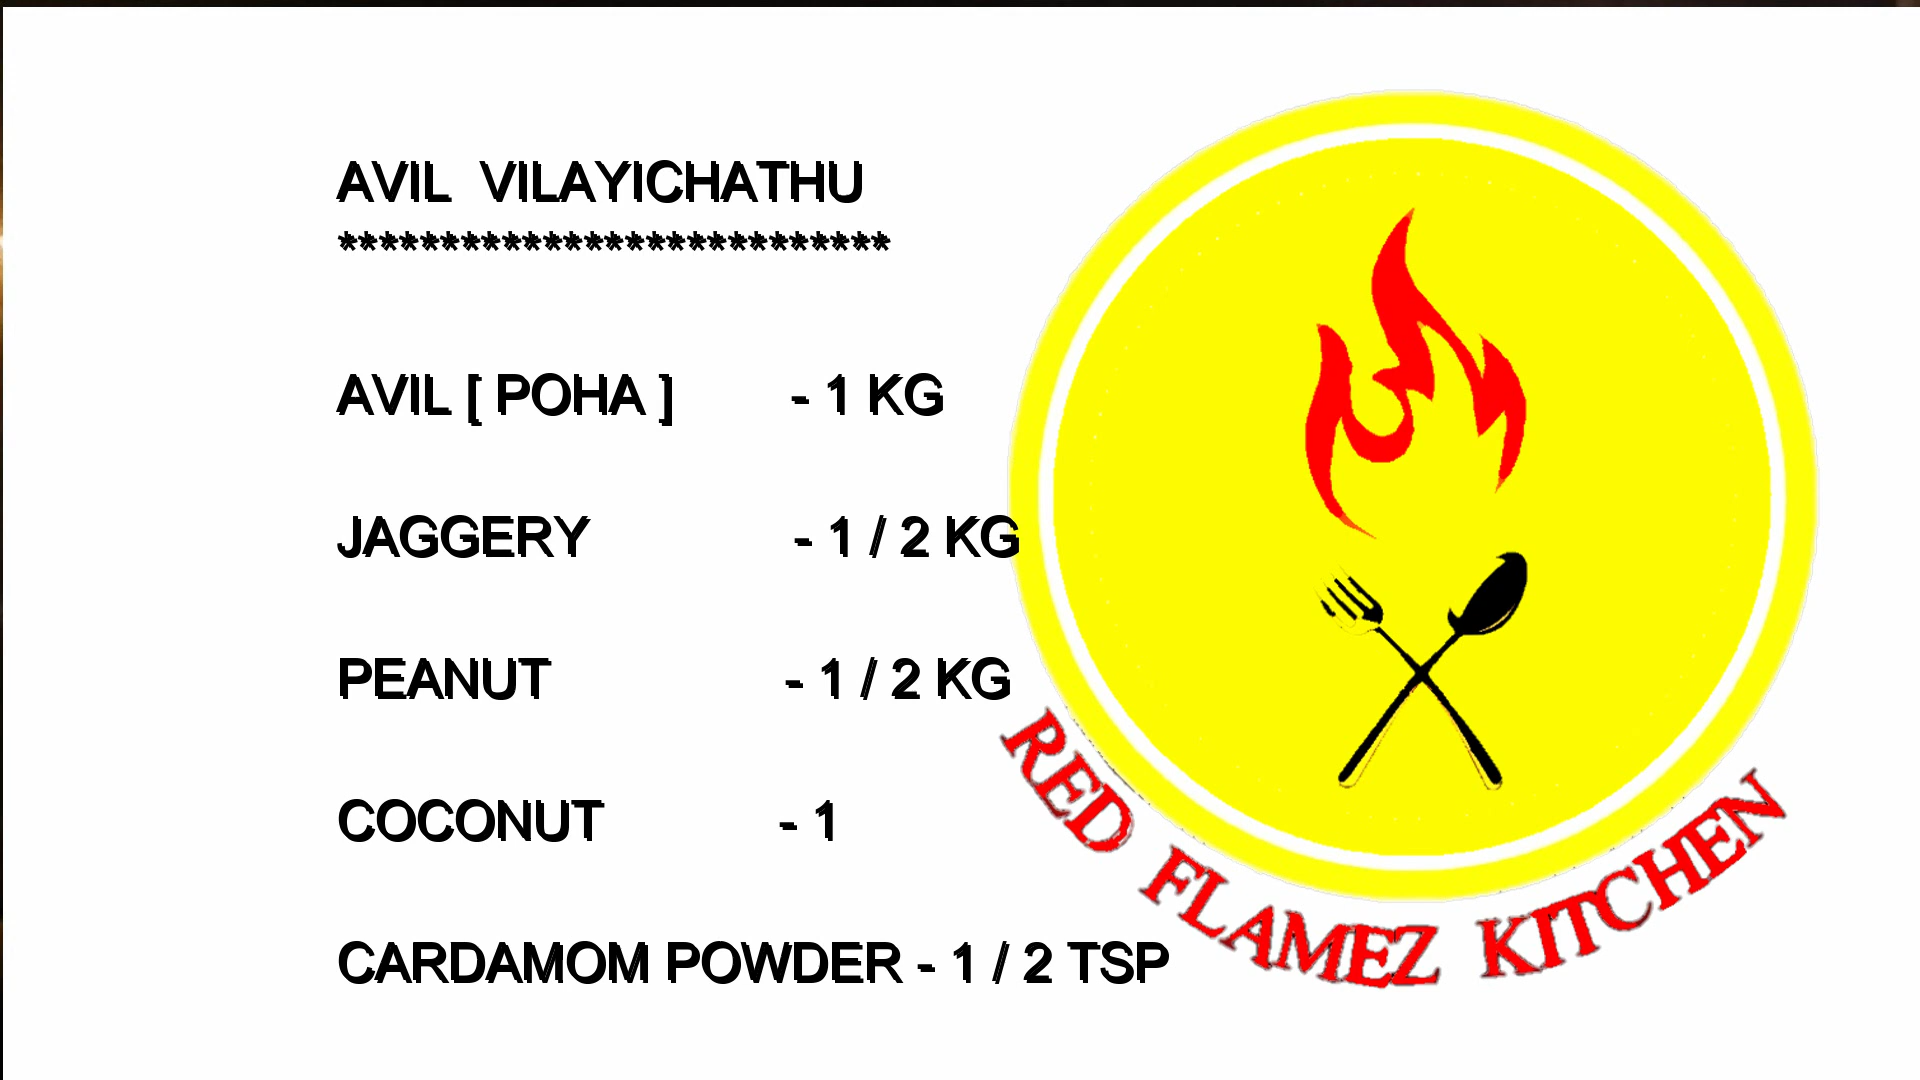 AVIL VILAYICHATHU
***************************
AVIL [ POHA ] - 1 KG
JAGGERY - 1 / 2 KG
PEANUT - 1 / 2 KG
COCONUT - 1
CARDAMOM POWDER - 1 / 2 TSP
RED FLAMEZ KITCHEN